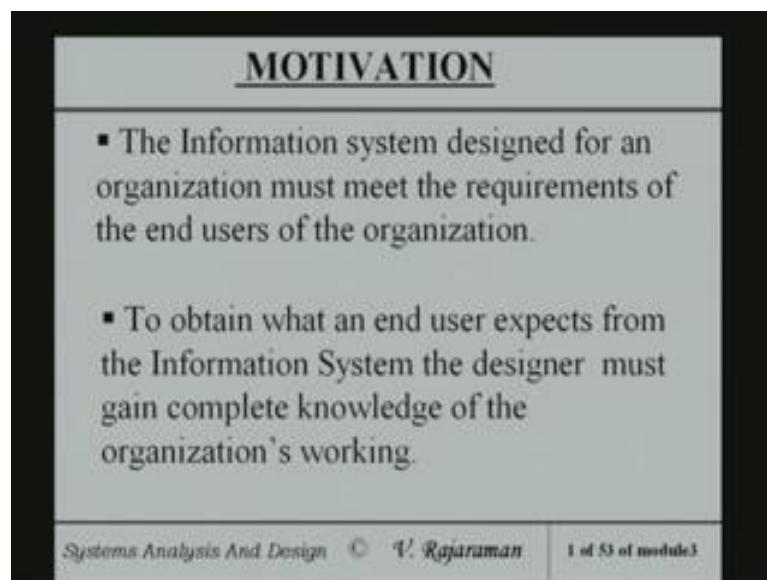 MOTIVATION
▪ The Information system designed for an
organization must meet the requirements of
the end users of the organization.
▪ To obtain what an end user expects from
the Information System the designer must
gain complete knowledge of the
organization`s working.
Systems Analysis And Design © V. Rajaraman 1 of 53 of module3